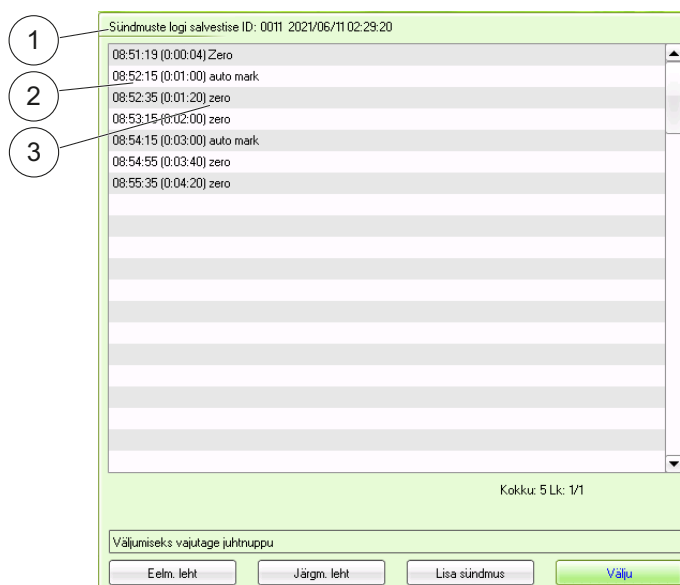 Sündmuste logi salvestise ID: 0011 2021/06/11 02:29:20
1
08:51:19 (0:00:04) Zero
08:52:15 (0:01:00) auto mark
2
08:52:35 (0:01:20) zero
08:53:15 (0:02:00) zero
3
08:54:15 (0:03:00) auto mark
08:54:55 (0:03:40) zero
08:55:35 (0:04:20) zero
Kokku: 5 Lk: 1/1
Väljumiseks vajutage juhtnuppu
Eelm. leht Järgm. leht Lisa sündmus Välju